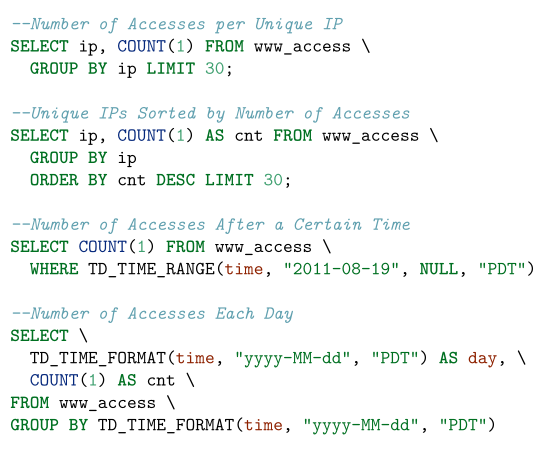 --Number of Accesses per Unique IP
SELECT ip, COUNT(1) FROM www_access \
  GROUP BY ip LIMIT 30;

--Unique IPs Sorted by Number of Accesses
SELECT ip, COUNT(1) AS cnt FROM www_access \
  GROUP BY ip
  ORDER BY cnt DESC LIMIT 30;

--Number of Accesses After a Certain Time
SELECT COUNT(1) FROM www_access \
  WHERE TD_TIME_RANGE(time, "2011-08-19", NULL, "PDT")

--Number of Accesses Each Day
SELECT \
  TD_TIME_FORMAT(time, "yyyy-MM-dd", "PDT") AS day, \
  COUNT(1) AS cnt \
FROM www_access \
GROUP BY TD_TIME_FORMAT(time, "yyyy-MM-dd", "PDT")